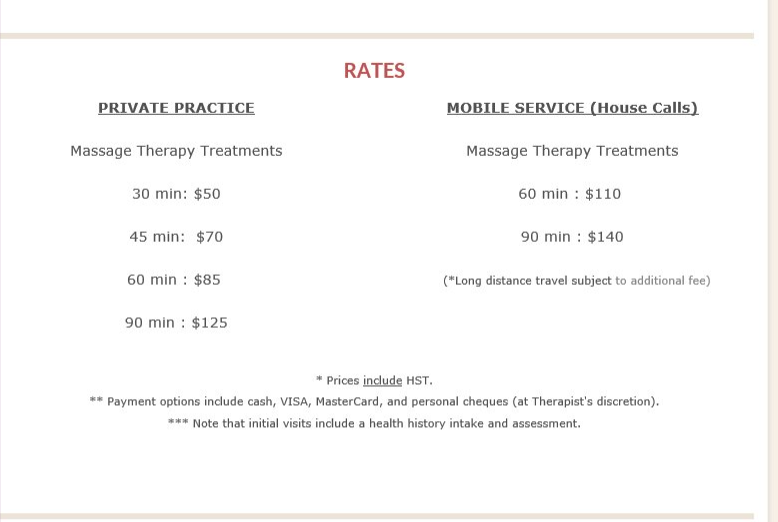 RATES
PRIVATE PRACTICE
Massage Therapy Treatments
30 min: $50
45 min:  $70
60 min : $85
90 min : $125
MOBILE SERVICE (House Calls)
Massage Therapy Treatments
60 min : $110
90 min : $140
(*Long distance travel subject to additional fee)
* Prices include HST.
** Payment options include cash, VISA, MasterCard, and personal cheques (at Therapist's discretion).
*** Note that initial visits include a health history intake and assessment.